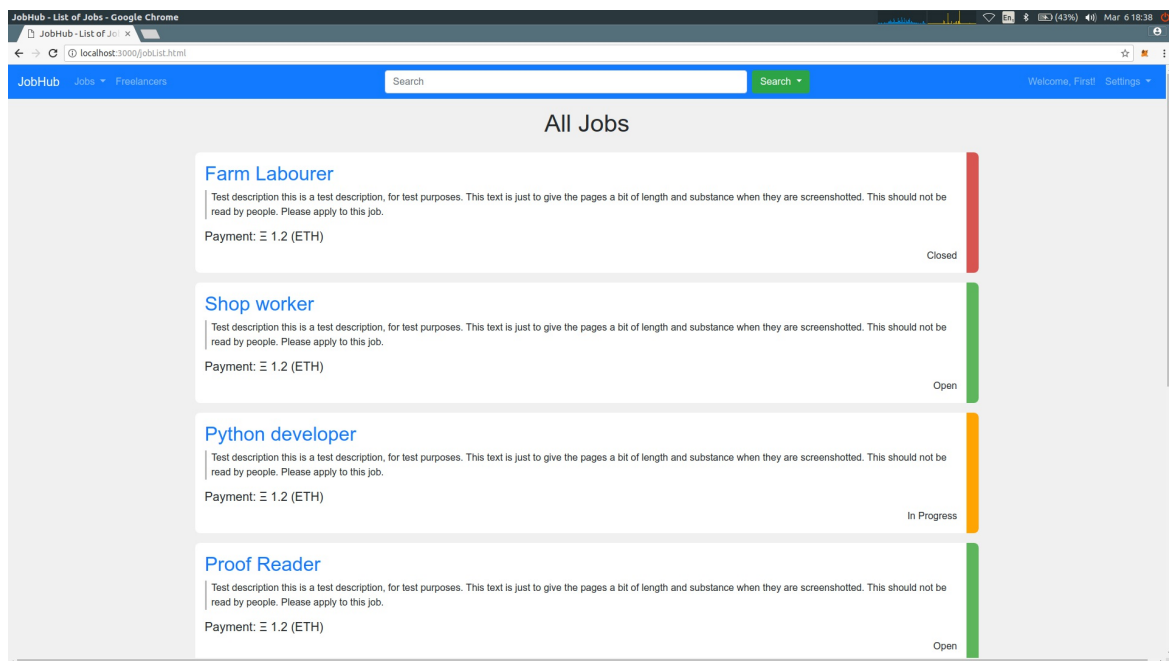 JobHub - List of Jobs - Google Chrome
En
(43%)
Mar 6 18:38
JobHub - List of Jo
localhost:3000/jobList.html
JobHub
Jobs
Freelancers
Search
Search
Welcome, First!
Settings
All Jobs
Farm Labourer
Test description this is a test description, for test purposes. This text is just to give the pages a bit of length and substance when they are screenshotted. This should not be
read by people. Please apply to this job.
Payment: Ξ 1.2 (ETH)
Closed
Shop worker
Test description this is a test description, for test purposes. This text is just to give the pages a bit of length and substance when they are screenshotted. This should not be
read by people. Please apply to this job.
Payment: Ξ 1.2 (ETH)
Open
Python developer
Test description this is a test description, for test purposes. This text is just to give the pages a bit of length and substance when they are screenshotted. This should not be
read by people. Please apply to this job.
Payment: Ξ 1.2 (ETH)
In Progress
Proof Reader
Test description this is a test description, for test purposes. This text is just to give the pages a bit of length and substance when they are screenshotted. This should not be
read by people. Please apply to this job.
Payment: Ξ 1.2 (ETH)
Open